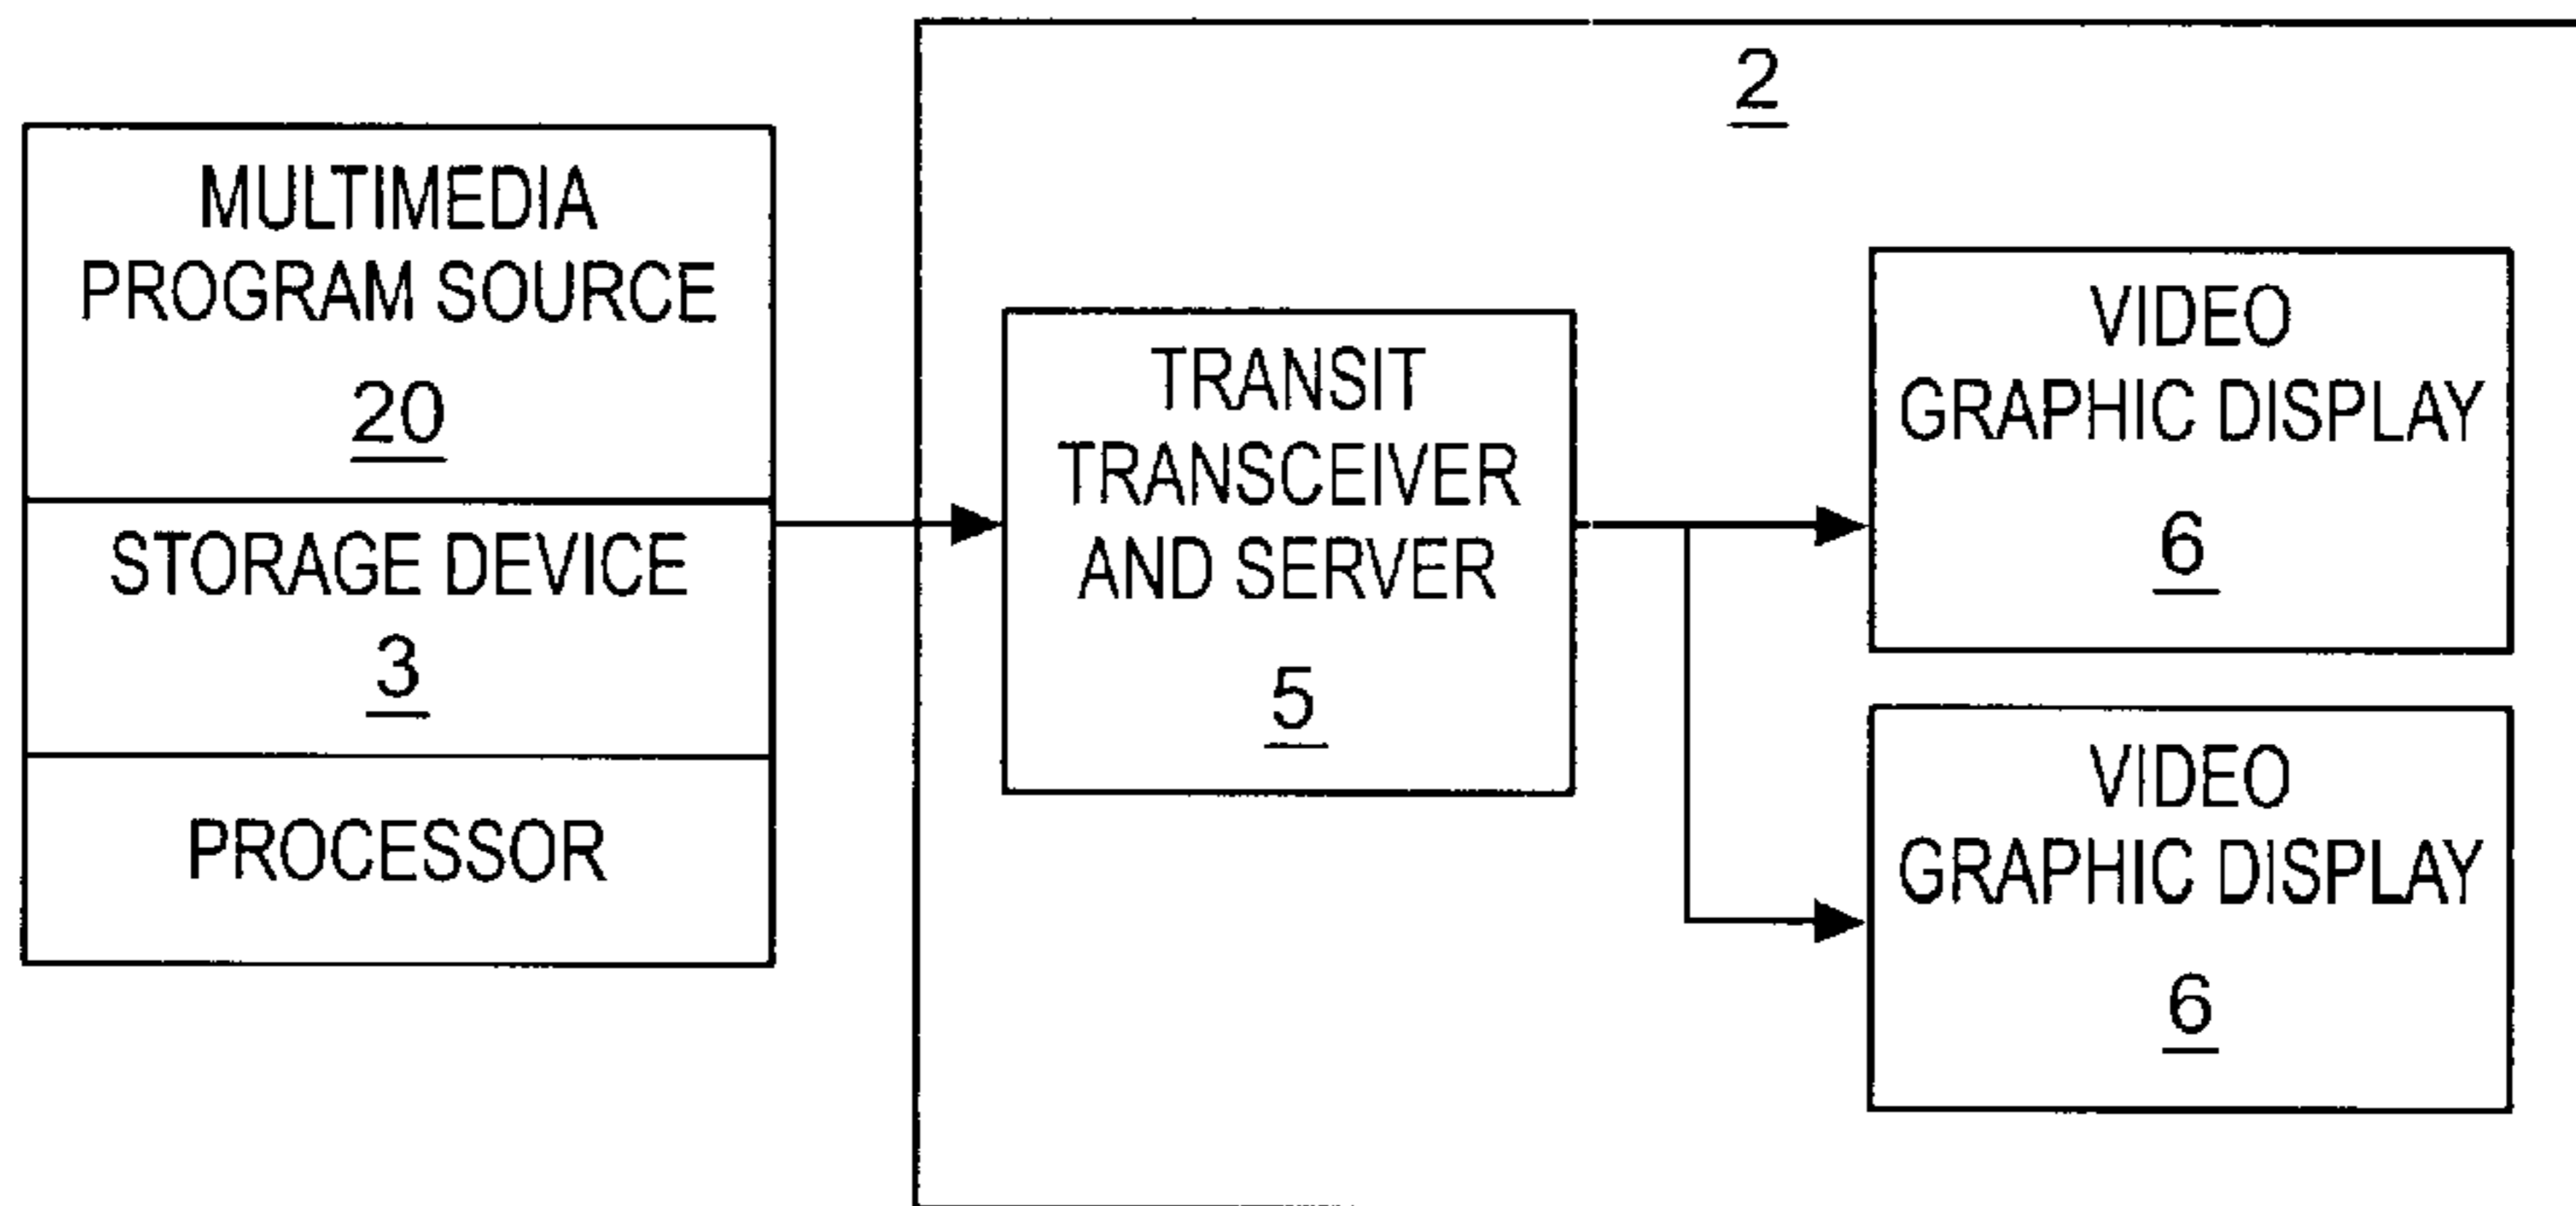 2
MULTIMEDIA
PROGRAM SOURCE
20
STORAGE DEVICE
3
PROCESSOR
TRANSIT
TRANSCEIVER
AND SERVER
5
VIDEO
GRAPHIC DISPLAY
6
VIDEO
GRAPHIC DISPLAY
6